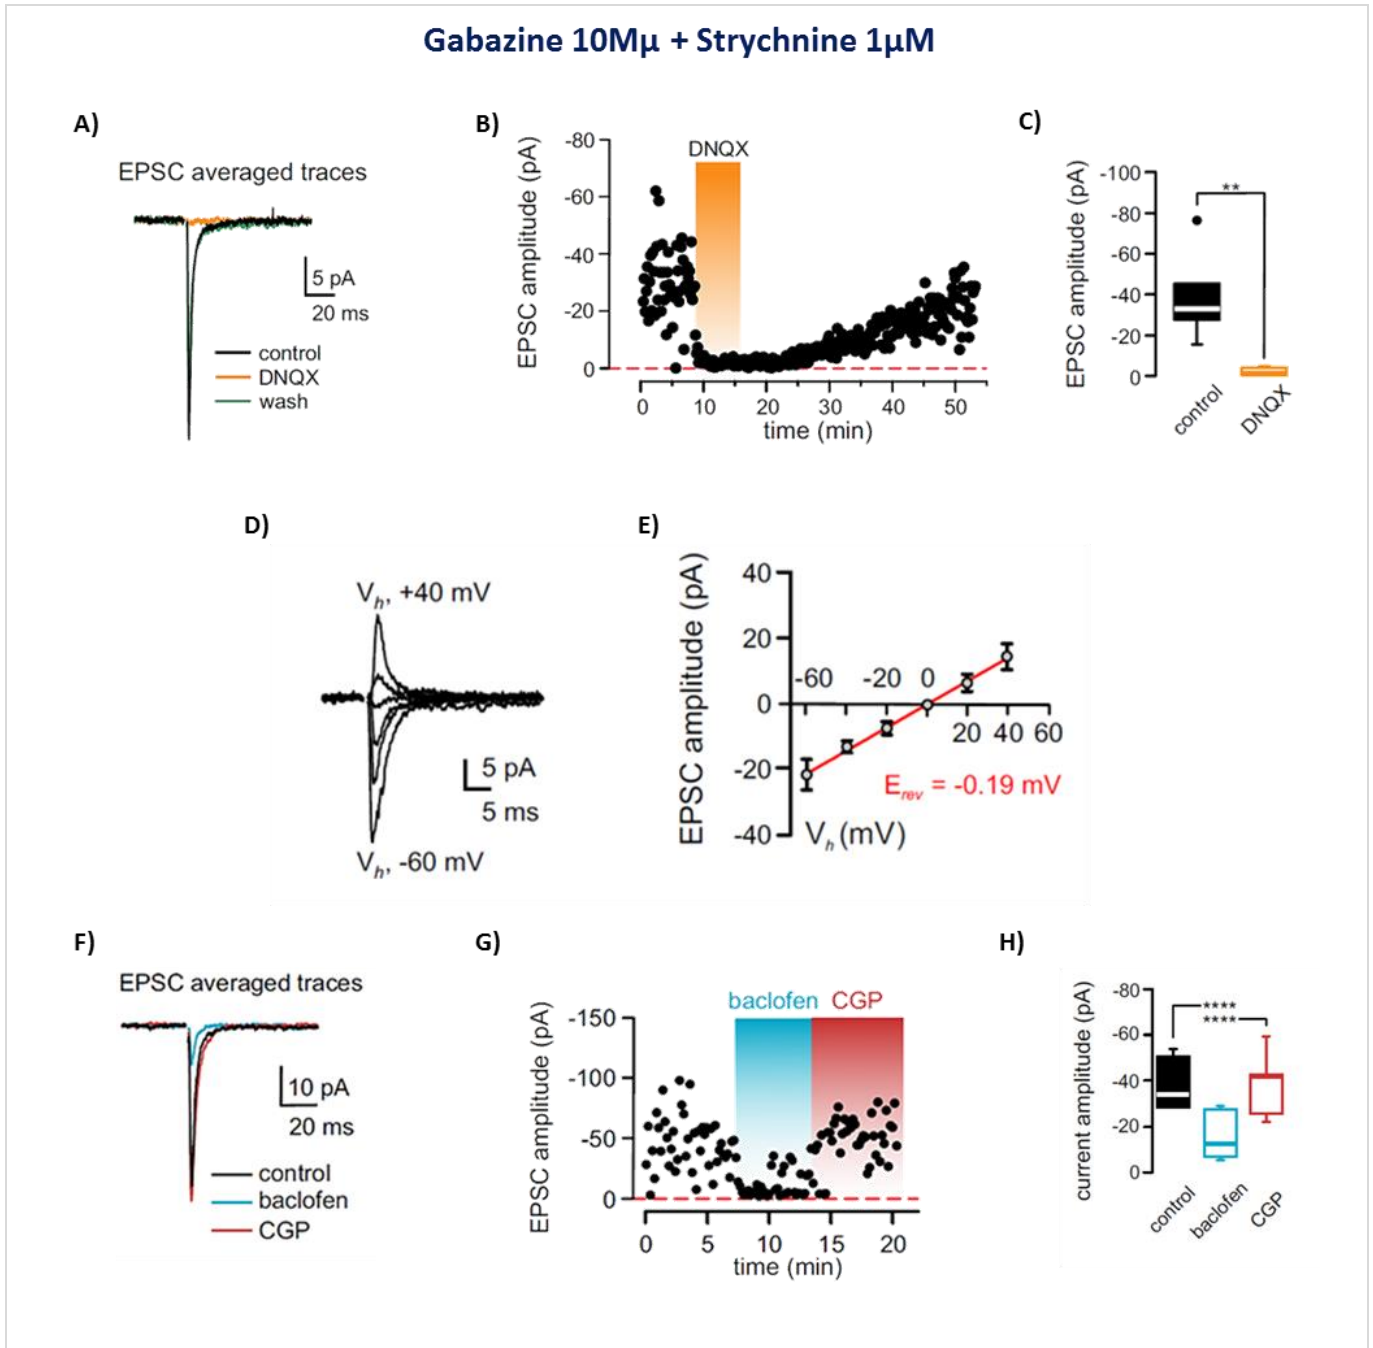 Gabazine 10Mµ + Strychnine 1µM
A)
EPSC averaged traces
5 pA
20 ms
control
DNQX
wash
B)
EPSC amplitude (pA)
DNQX
-80
-60
-40
-20
0
0 10 20 30 40 50
time (min)
C)
EPSC amplitude (pA)
-100
-80
-60
-40
-20
0
**
control
DNQX
D)
Vh, +40 mV
5 pA
5 ms
Vh, -60 mV
E)
EPSC amplitude (pA)
40
20
0
-20
-40
-60 -20 0
20 40 60
Erev = -0.19 mV
Vh (mV)
F)
EPSC averaged traces
10 pA
20 ms
control
baclofen
CGP
G)
baclofen CGP
EPSC amplitude (pA)
-150
-100
-50
0
0 5 10 15 20
time (min)
H)
current amplitude (pA)
-80
-60
-40
-20
0
****
****
control
baclofen
CGP